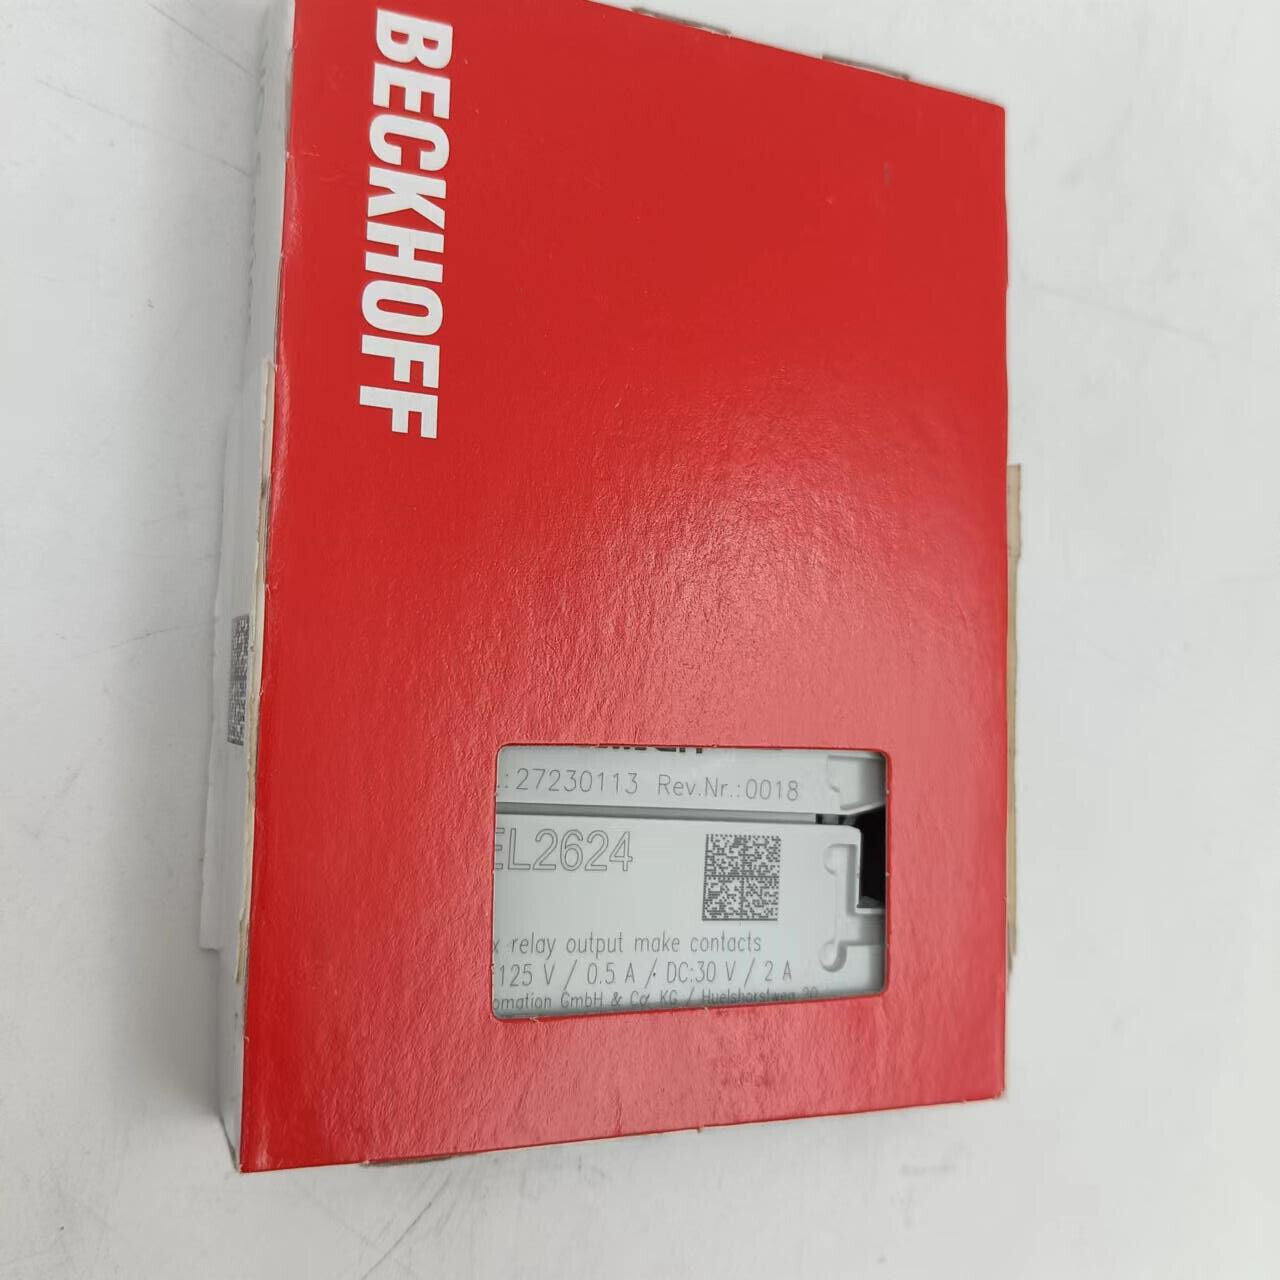 BECKHOFF
.:27230113 Rev.Nr.:0018
EL2624
x relay output make contacts
125 V / 0.5 A / DC:30 V / 2 A
omation GmbH & Co. KG / Huelshorstweg 20